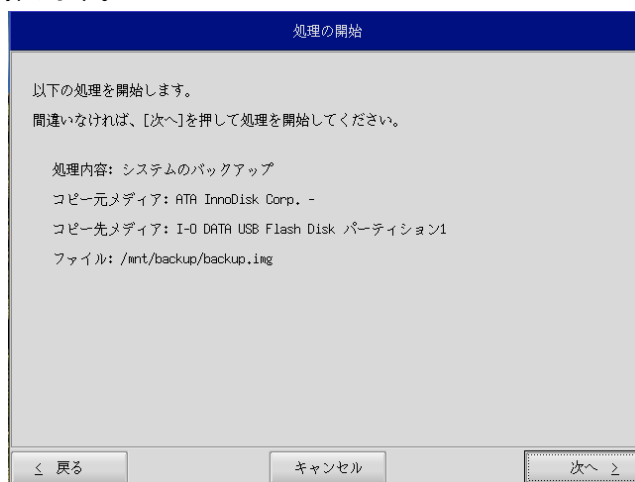 処理の開始
以下の処理を開始します。
間違いなければ、[次へ]を押して処理を開始してください。
処理内容: システムのバックアップ
コピー元メディア: ATA InnoDisk Corp. -
コピー先メディア: I-O DATA USB Flash Disk パーティション1
ファイル: /mnt/backup/backup.img
< 戻る
キャンセル
次へ >